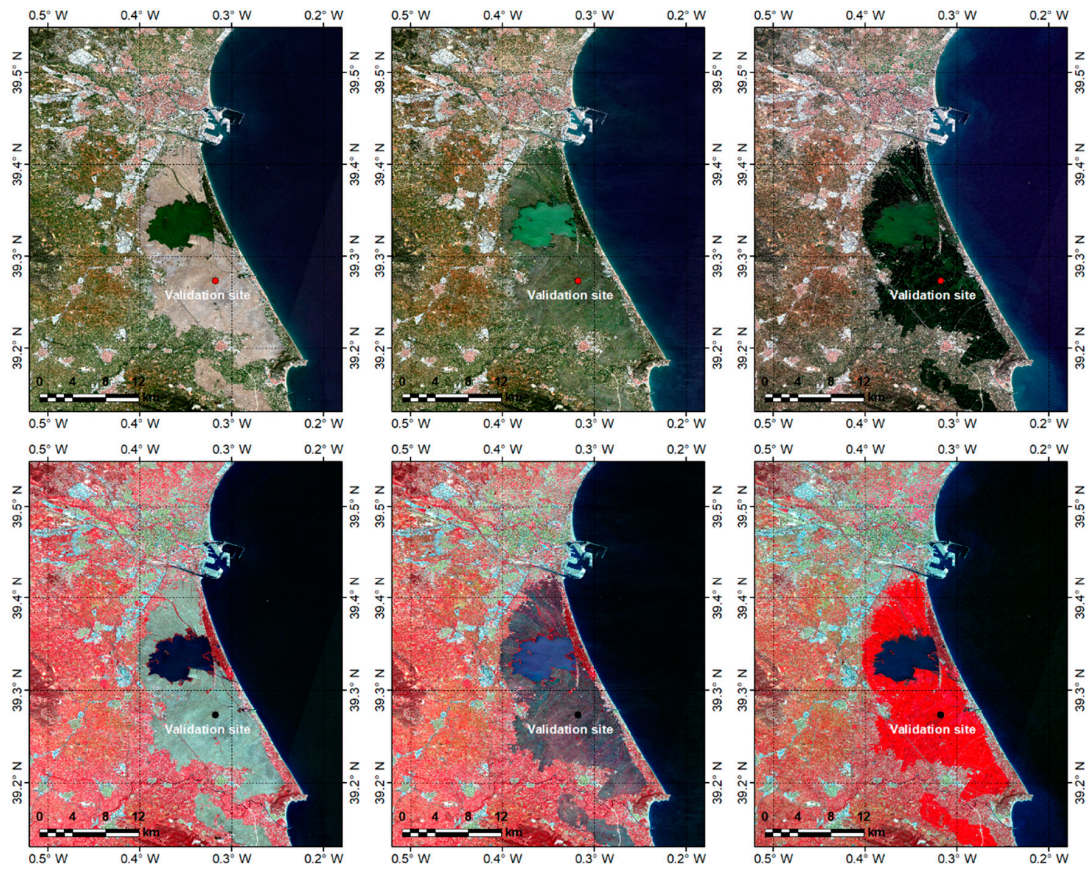 0.5° W 0.4° W 0.3° W 0.2° W 0.5° W 0.4° W 0.3° W 0.2° W 0.5° W 0.4° W 0.3° W 0.2° W
39.5° N 39.5° N 39.5° N 39.5° N 39.5° N 39.5° N
39.4° N 39.4° N 39.4° N 39.4° N 39.4° N 39.4° N
39.3° N 39.3° N 39.3° N 39.3° N 39.3° N 39.3° N
Validation site Validation site Validation site
39.2° N 39.2° N 39.2° N 39.2° N 39.2° N 39.2° N
0 4 8 12 0 4 8 12 0 4 8 12
km km km
0.5° W 0.4° W 0.3° W 0.2° W 0.5° W 0.4° W 0.3° W 0.2° W 0.5° W 0.4° W 0.3° W 0.2° W
0.5° W 0.4° W 0.3° W 0.2° W 0.5° W 0.4° W 0.3° W 0.2° W 0.5° W 0.4° W 0.3° W 0.2° W
39.5° N 39.5° N 39.5° N 39.5° N 39.5° N 39.5° N
39.4° N 39.4° N 39.4° N 39.4° N 39.4° N 39.4° N
39.3° N 39.3° N 39.3° N 39.3° N 39.3° N 39.3° N
Validation site Validation site Validation site
39.2° N 39.2° N 39.2° N 39.2° N 39.2° N 39.2° N
0 4 8 12 0 4 8 12 0 4 8 12
km km km
0.5° W 0.4° W 0.3° W 0.2° W 0.5° W 0.4° W 0.3° W 0.2° W 0.5° W 0.4° W 0.3° W 0.2° W